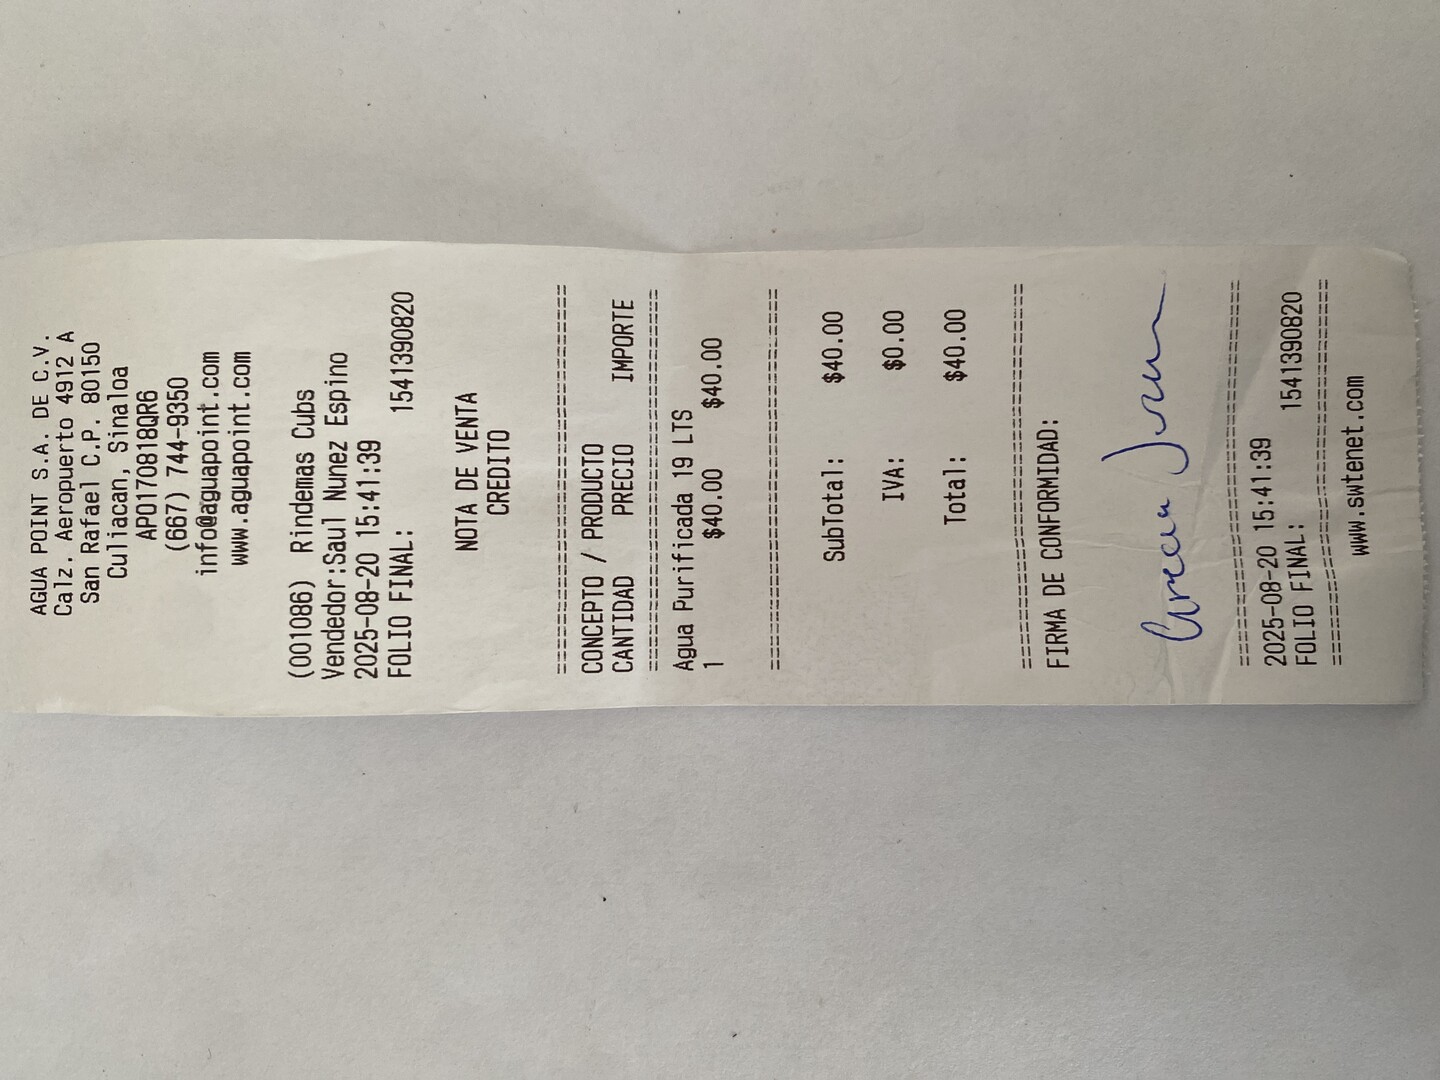 AGUA POINT S.A. DE C.V.
Calz. Aeropuerto 4912 A
San Rafael C.P. 80150
Culiacan, Sinaloa
APO170818QR6
(667) 744-9350
info@aguapoint.com
www.aguapoint.com
(001086) Rindemas Cubs
Vendedor:Saul Nunez Espino
2025-08-20 15:41:39
FOLIO FINAL: 1541390820
NOTA DE VENTA
CREDITO
CONCEPTO / PRODUCTO
CANTIDAD PRECIO IMPORTE
Agua Purificada 19 LTS
1 $40.00 $40.00
SubTotal: $40.00
IVA: $0.00
Total: $40.00
FIRMA DE CONFORMIDAD:
2025-08-20 15:41:39
FOLIO FINAL: 1541390820
www.swtenet.com